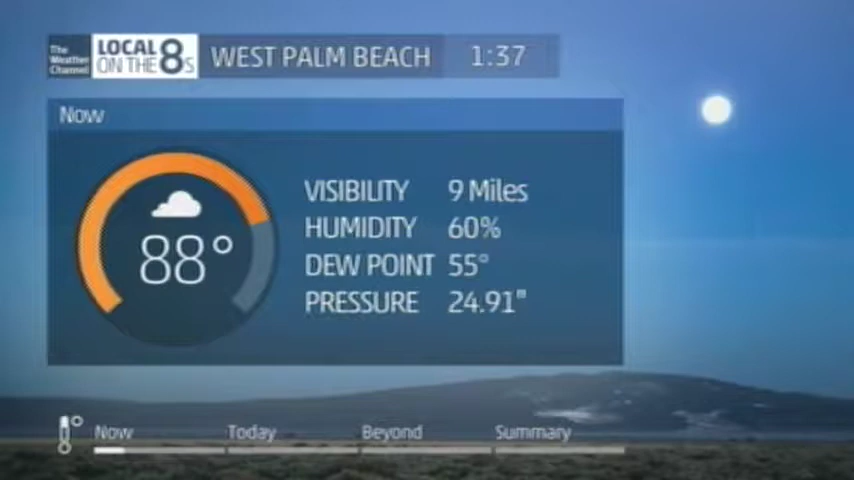 The Weather Channel
LOCAL ON THE 8s
WEST PALM BEACH 1:37
Now
88°
VISIBILITY 9 Miles
HUMIDITY 60%
DEW POINT 55°
PRESSURE 24.91"
Now Today Beyond Summary